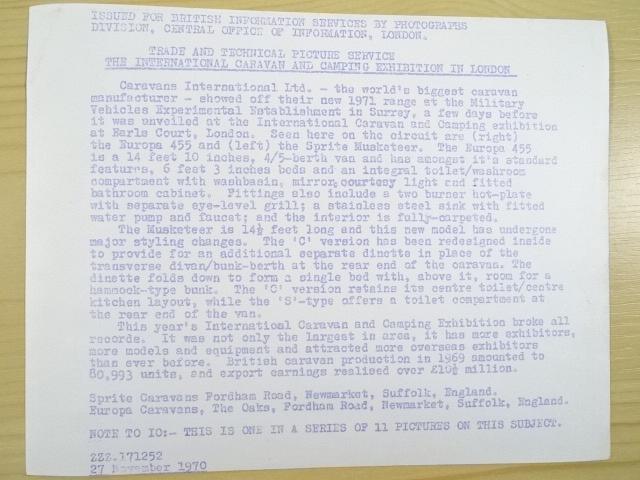 ISSUED FOR BRITISH INFORMATION SERVICES BY PHOTOGRAPHS
DIVISION, CENTRAL OFFICE OF INFORMATION, LONDON.
TRADE AND TECHNICAL PICTURE SERVICE
THE INTERNATIONAL CARAVAN AND CAMPING EXHIBITION IN LONDON
Caravans International Ltd. - the world's biggest caravan
manufacturer - showed off their new 1971 range at the Military
Vehicles Experimental Establishment in Surrey, a few days before
it was unveiled at the International Caravan and Camping exhibition
at Earls Court, London. Seen here on the circuit are (right)
the Europa 455 and (left) the Sprite Musketeer. The Europa 455
is a 14 feet 10 inches, 4/5-berth van and has amongst it's standard
features, 6 feet 3 inches beds and an integral toilet/washroom
compartment with washbasin, mirror, courtesy light and fitted
bathroom cabinet. Fittings also include a two burner hot-plate
with separate eye-level grill; a stainless steel sink with fitted
water pump and faucet; and the interior is fully-carpeted.
The Musketeer is 14½ feet long and this new model has undergone
major styling changes. The 'C' version has been redesigned inside
to provide for an additional separate dinette in place of the
transverse divan/bunk-berth at the rear end of the caravan. The
dinette folds down to form a single bed with, above it, room for a
hammock-type bunk. The 'C' version retains its centre toilet/centre
kitchen layout, while the 'S'-type offers a toilet compartment at
the rear end of the van.
This year's International Caravan and Camping Exhibition broke all
records. It was not only the largest in area, it has more exhibitors,
more models and equipment and attracted more overseas exhibitors
than ever before. British caravan production in 1969 amounted to
80,993 units, and export earnings realised over £10½ million.
Sprite Caravans Fordham Road, Newmarket, Suffolk, England.
Europa Caravans, The Oaks, Fordham Road, Newmarket, Suffolk, England.
NOTE TO IO:- THIS IS ONE IN A SERIES OF 11 PICTURES ON THIS SUBJECT.
ZZZ.171252
27 November 1970